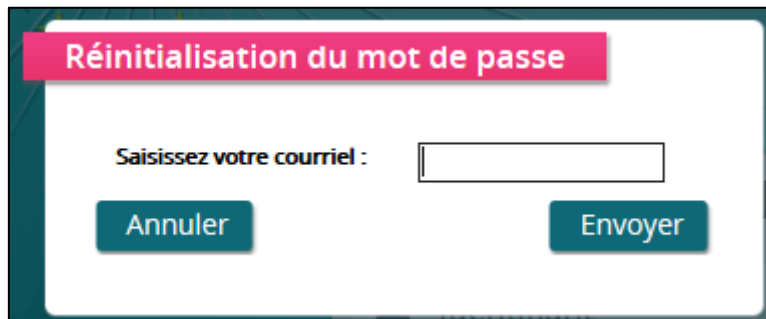 Réinitialisation du mot de passe
Saisissez votre courriel :
Annuler
Envoyer